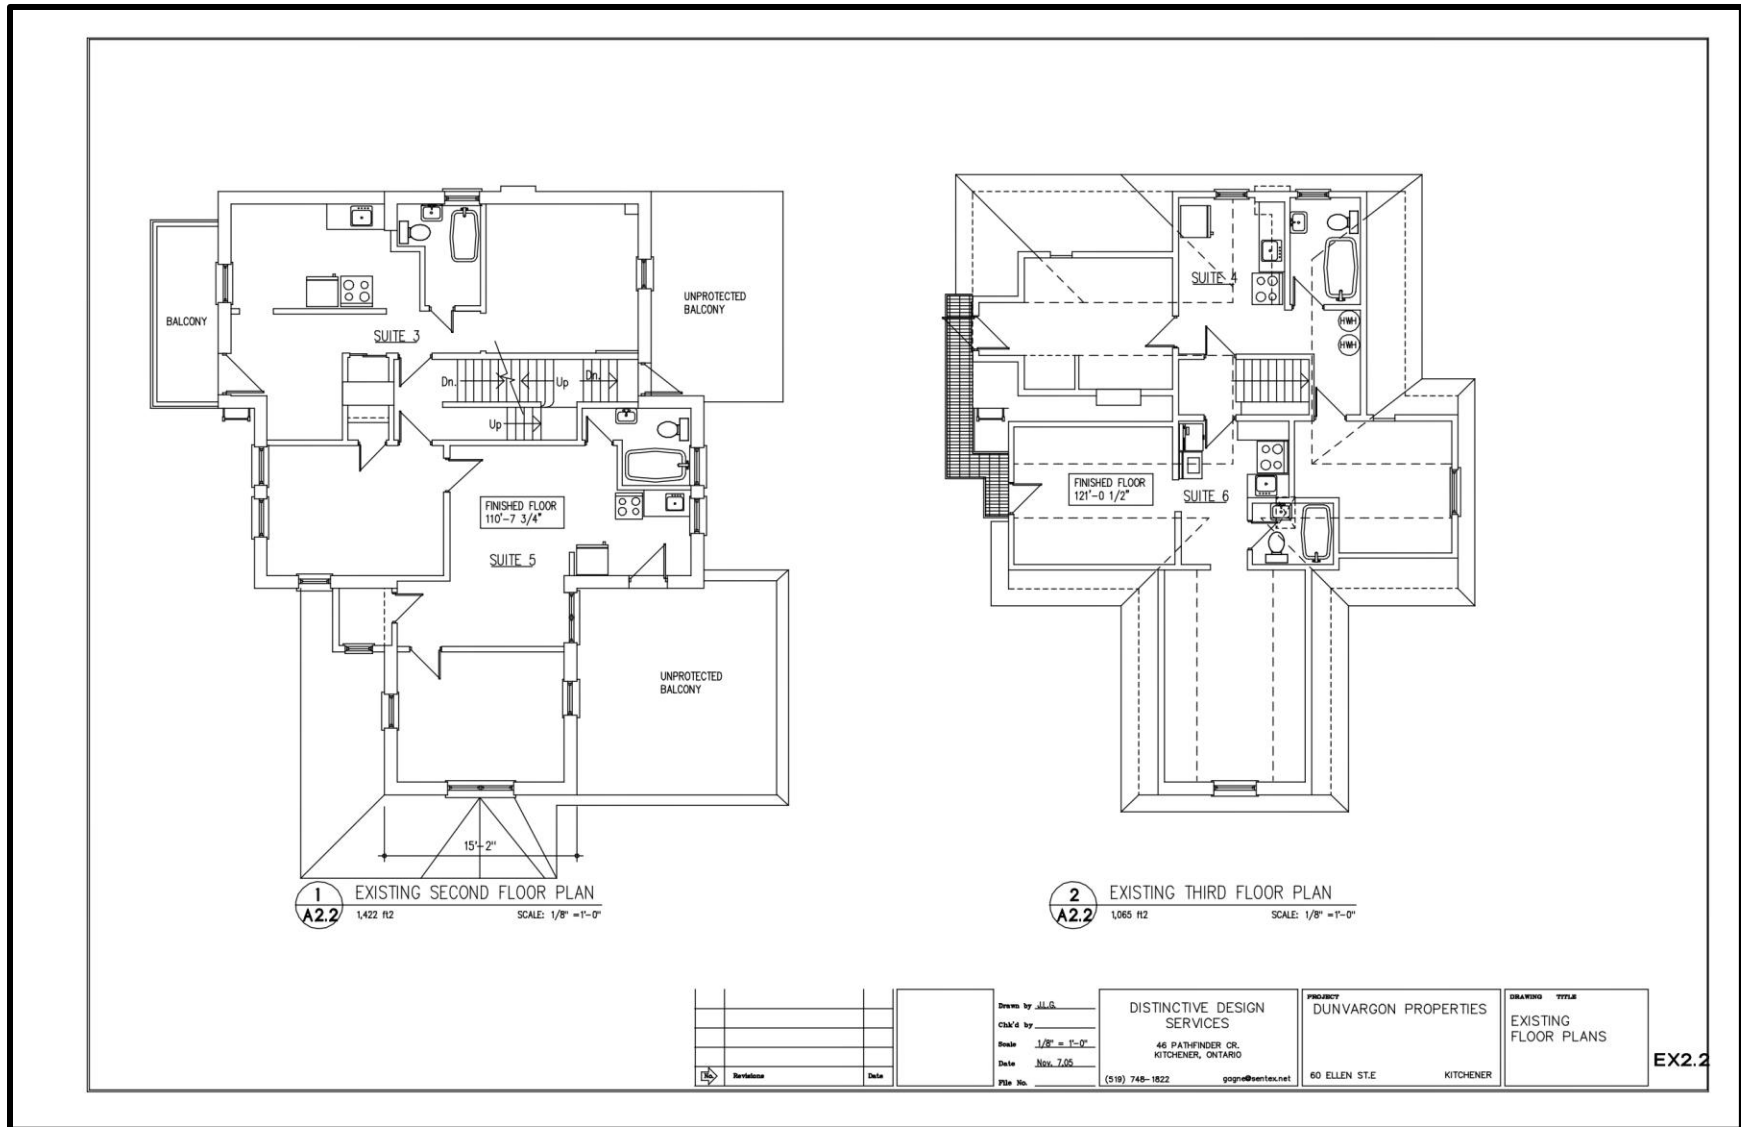 BALCONY
SUITE 3
UNPROTECTED
BALCONY
Dn.
Up
Dn.
Up
FINISHED FLOOR
110'-7 3/4"
SUITE 5
UNPROTECTED
BALCONY
15'-2"
1
A2.2
EXISTING SECOND FLOOR PLAN
1,422 ft2 SCALE: 1/8" =1'-0"
SUITE 4
HWH
HWH
FINISHED FLOOR
121'-0 1/2"
SUITE 6
2
A2.2
EXISTING THIRD FLOOR PLAN
1,065 ft2 SCALE: 1/8" =1'-0"
No. Revisions Date
Drawn by J.L.G.
Chk'd by
Scale 1/8" = 1'-0"
Date Nov. 7,05
File No.
DISTINCTIVE DESIGN
SERVICES
46 PATHFINDER CR.
KITCHENER, ONTARIO
(519) 748-1822 gagne@sentex.net
PROJECT
DUNVARGON PROPERTIES
60 ELLEN ST.E KITCHENER
DRAWING TITLE
EXISTING
FLOOR PLANS
EX2.2